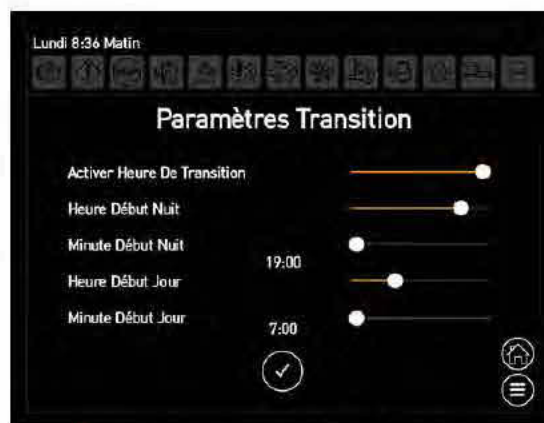 Lundi 8:36 Matin
Paramètres Transition
Activer Heure De Transition
Heure Début Nuit
Minute Début Nuit
19:00
Heure Début Jour
Minute Début Jour
7:00